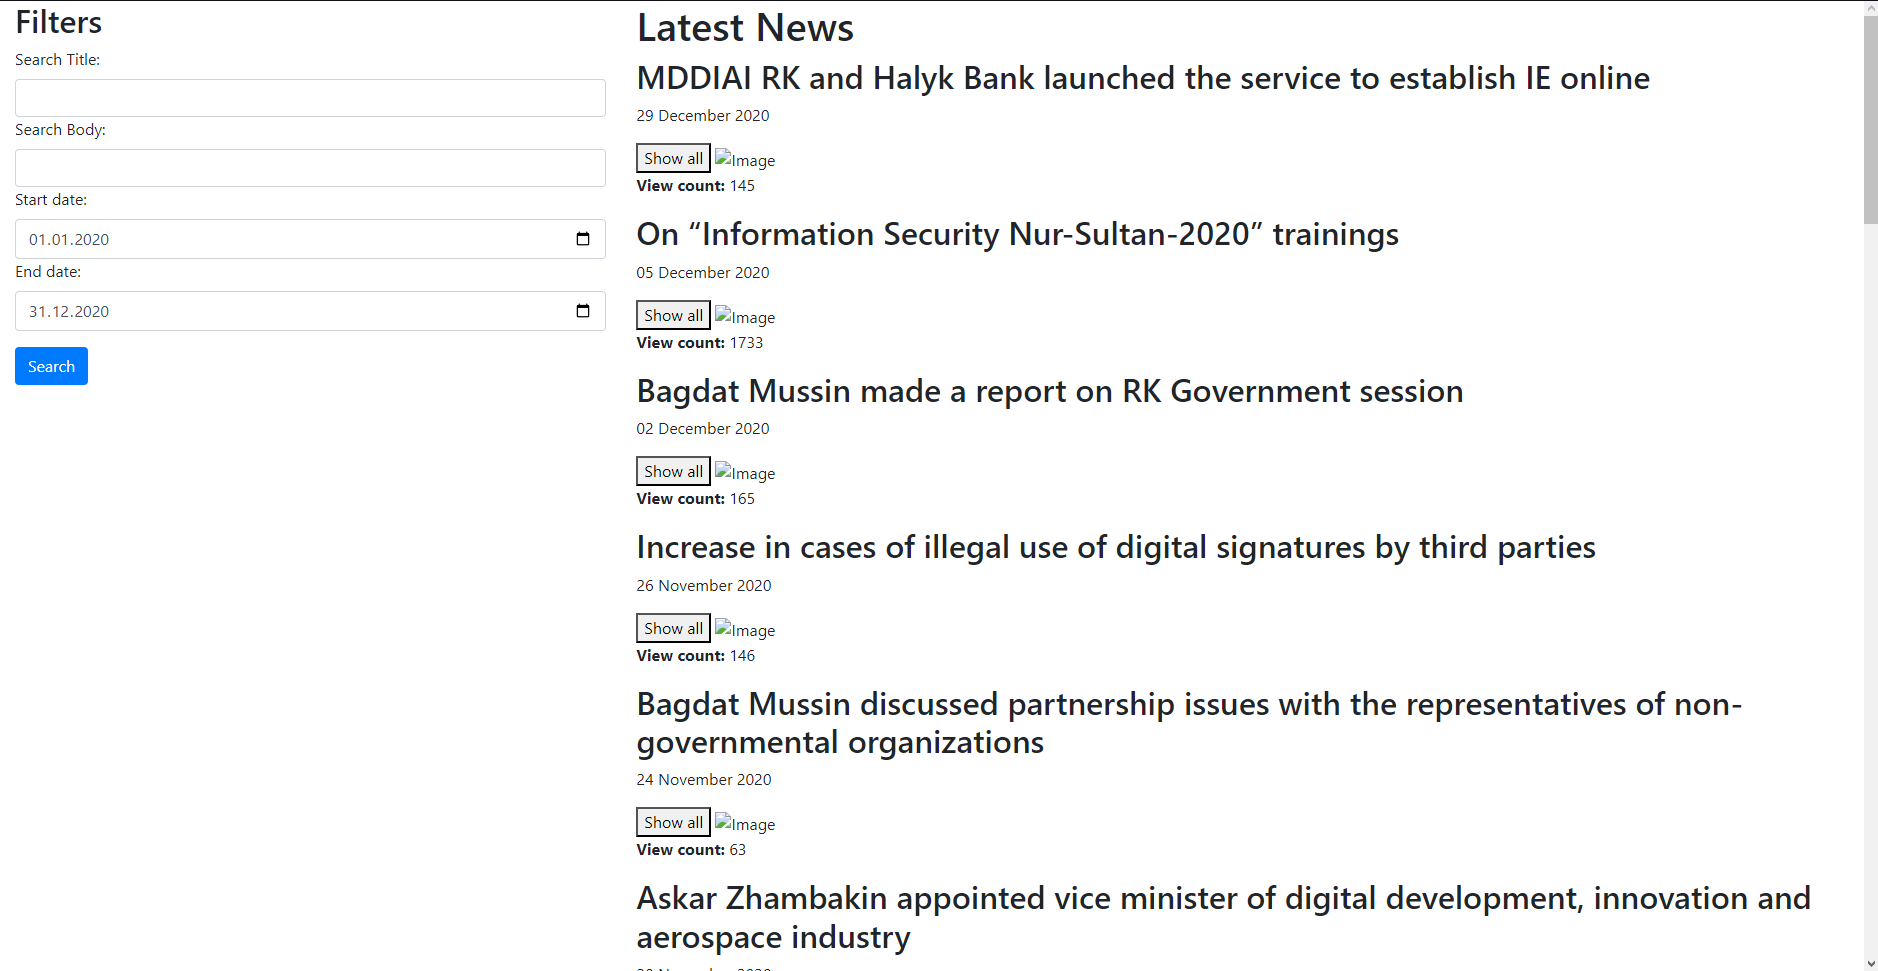 Filters
Search Title:
Search Body:
Start date:
01.01.2020
End date:
31.12.2020
Search
Latest News
MDDIAI RK and Halyk Bank launched the service to establish IE online
29 December 2020
Show all Image
View count: 145
On “Information Security Nur-Sultan-2020” trainings
05 December 2020
Show all Image
View count: 1733
Bagdat Mussin made a report on RK Government session
02 December 2020
Show all Image
View count: 165
Increase in cases of illegal use of digital signatures by third parties
26 November 2020
Show all Image
View count: 146
Bagdat Mussin discussed partnership issues with the representatives of non-
governmental organizations
24 November 2020
Show all Image
View count: 63
Askar Zhambakin appointed vice minister of digital development, innovation and
aerospace industry